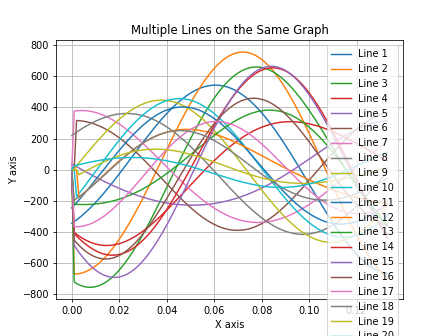 Multiple Lines on the Same Graph
800
600
400
200
0
−200
−400
−600
−800
Y axis
0.00
0.02
0.04
0.06
0.08
0.10
X axis
Line 1
Line 2
Line 3
Line 4
Line 5
Line 6
Line 7
Line 8
Line 9
Line 10
Line 11
Line 12
Line 13
Line 14
Line 15
Line 16
Line 17
Line 18
Line 19
Line 20